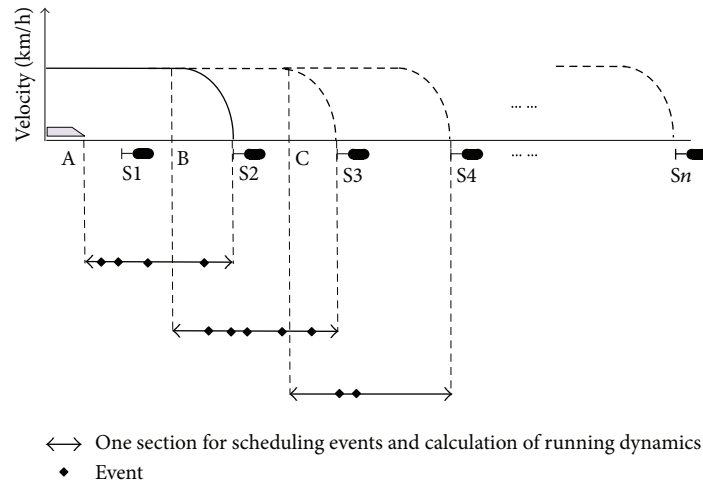 Velocity (km/h)
... ...
A
S1
B
S2
C
S3
S4
... ...
Sn
One section for scheduling events and calculation of running dynamics
Event